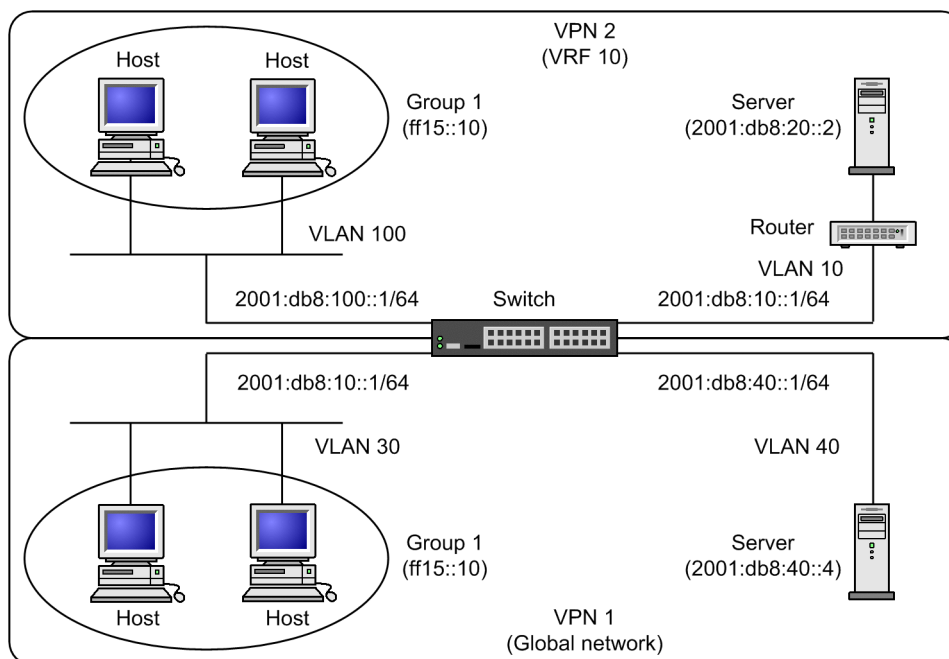 VPN 2
(VRF 10)
Host
Host
Group 1
(ff15::10)
Server
(2001:db8:20::2)
VLAN 100
Router
VLAN 10
2001:db8:100::1/64
Switch
2001:db8:10::1/64
2001:db8:10::1/64
2001:db8:40::1/64
VLAN 30
VLAN 40
Group 1
(ff15::10)
Server
(2001:db8:40::4)
Host
Host
VPN 1
(Global network)